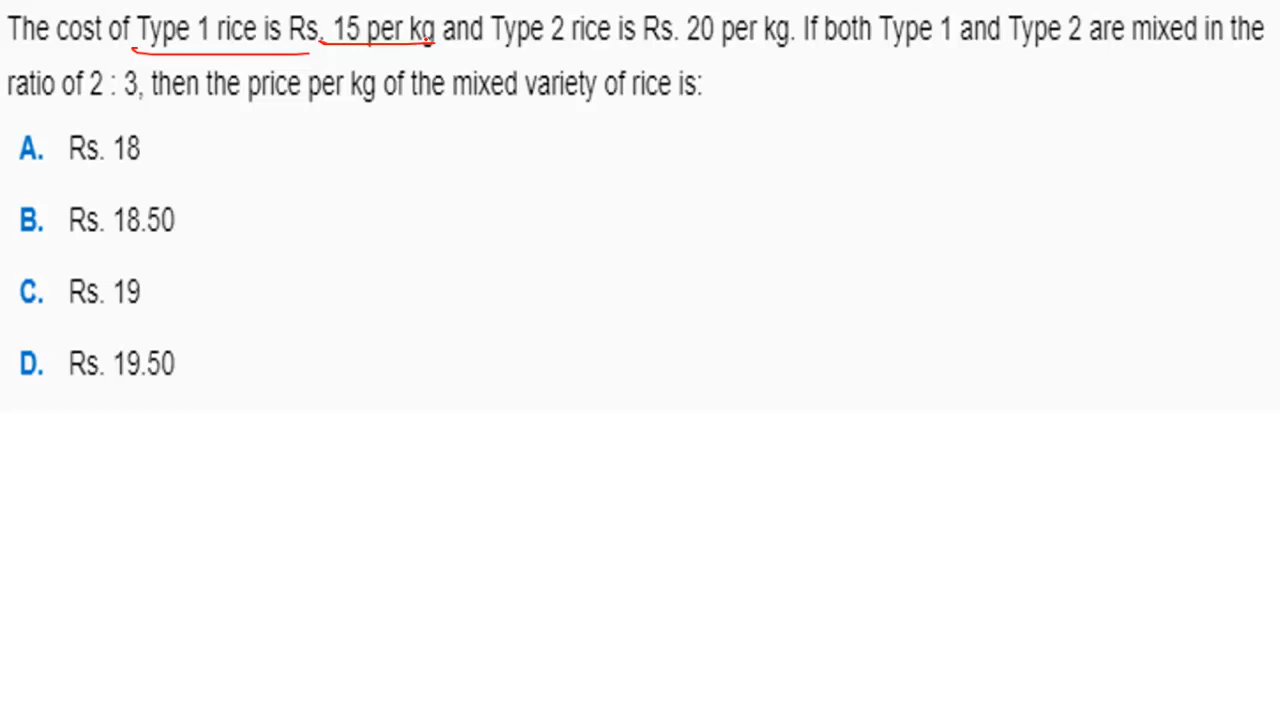 The cost of Type 1 rice is Rs. 15 per kg and Type 2 rice is Rs. 20 per kg. If both Type 1 and Type 2 are mixed in the
ratio of 2 : 3, then the price per kg of the mixed variety of rice is:
A. Rs. 18
B. Rs. 18.50
C. Rs. 19
D. Rs. 19.50